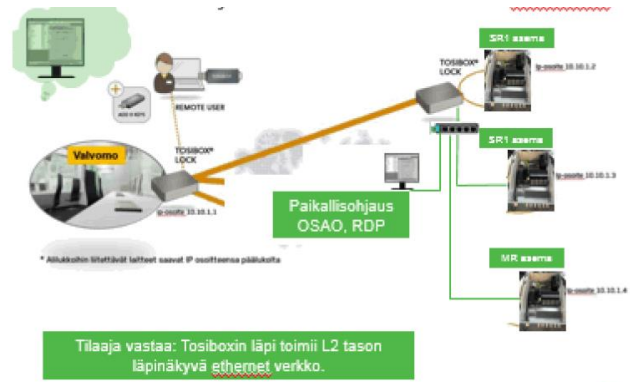 SR1 asema
TOSIBOX®
LOCK
ip-osoite 10.10.1.2
REMOTE USER
ADD'L KEYS
Valvomo
TOSIBOX®
LOCK
SR1 asema
ip-osoite 10.10.1.3
Paikallisohjaus
OSAO, RDP
ip-osoite 10.10.1.1
* Alilukkoihin liitettävät laitteet saavat IP osoitteensa päälukolta
MR asema
ip-osoite 10.10.1.4
Tilaaja vastaa: Tosiboxin läpi toimii L2 tason
läpinäkyvä ethernet verkko.